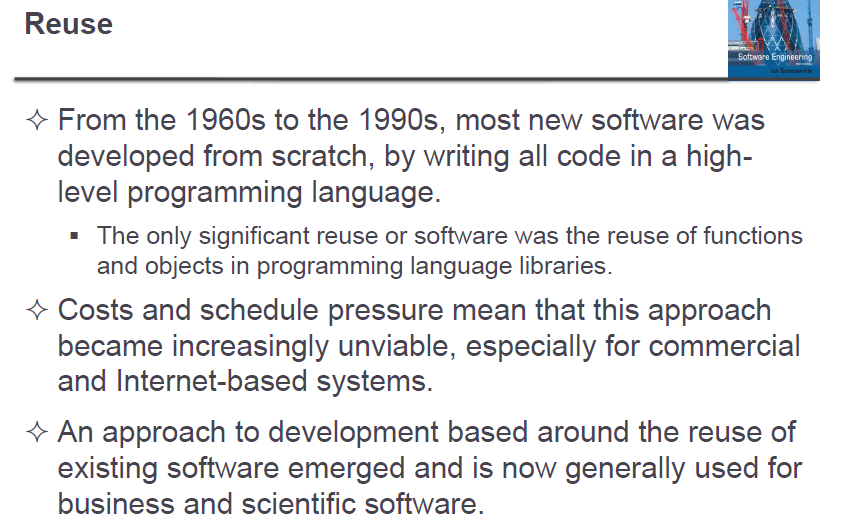 Reuse
Software Engineering
Ian Sommerville
✧ From the 1960s to the 1990s, most new software was
developed from scratch, by writing all code in a high-
level programming language.
▪ The only significant reuse or software was the reuse of functions
and objects in programming language libraries.
✧ Costs and schedule pressure mean that this approach
became increasingly unviable, especially for commercial
and Internet-based systems.
✧ An approach to development based around the reuse of
existing software emerged and is now generally used for
business and scientific software.